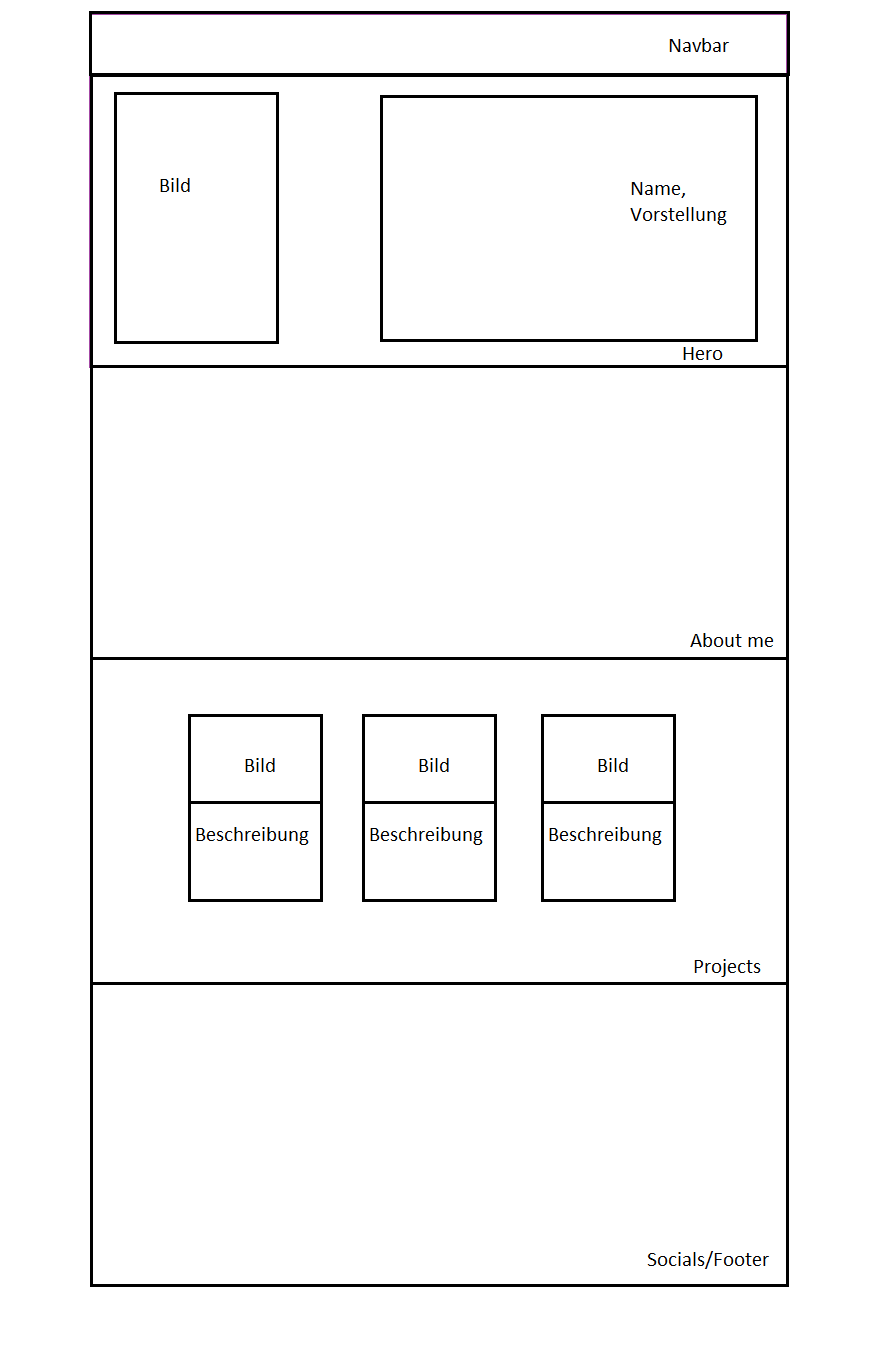 Navbar
Bild
Name,
Vorstellung
Hero
About me
Bild
Bild
Bild
Beschreibung
Beschreibung
Beschreibung
Projects
Socials/Footer